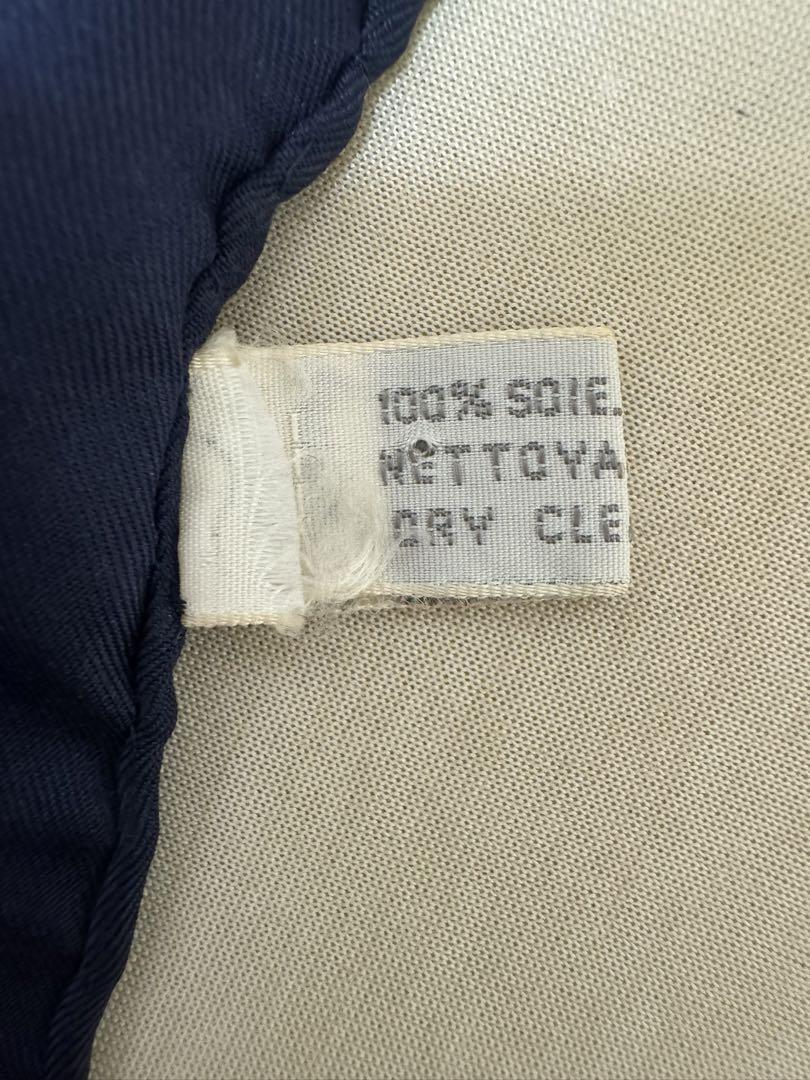 100% SOIE.
NETTOYA
DRY CLE